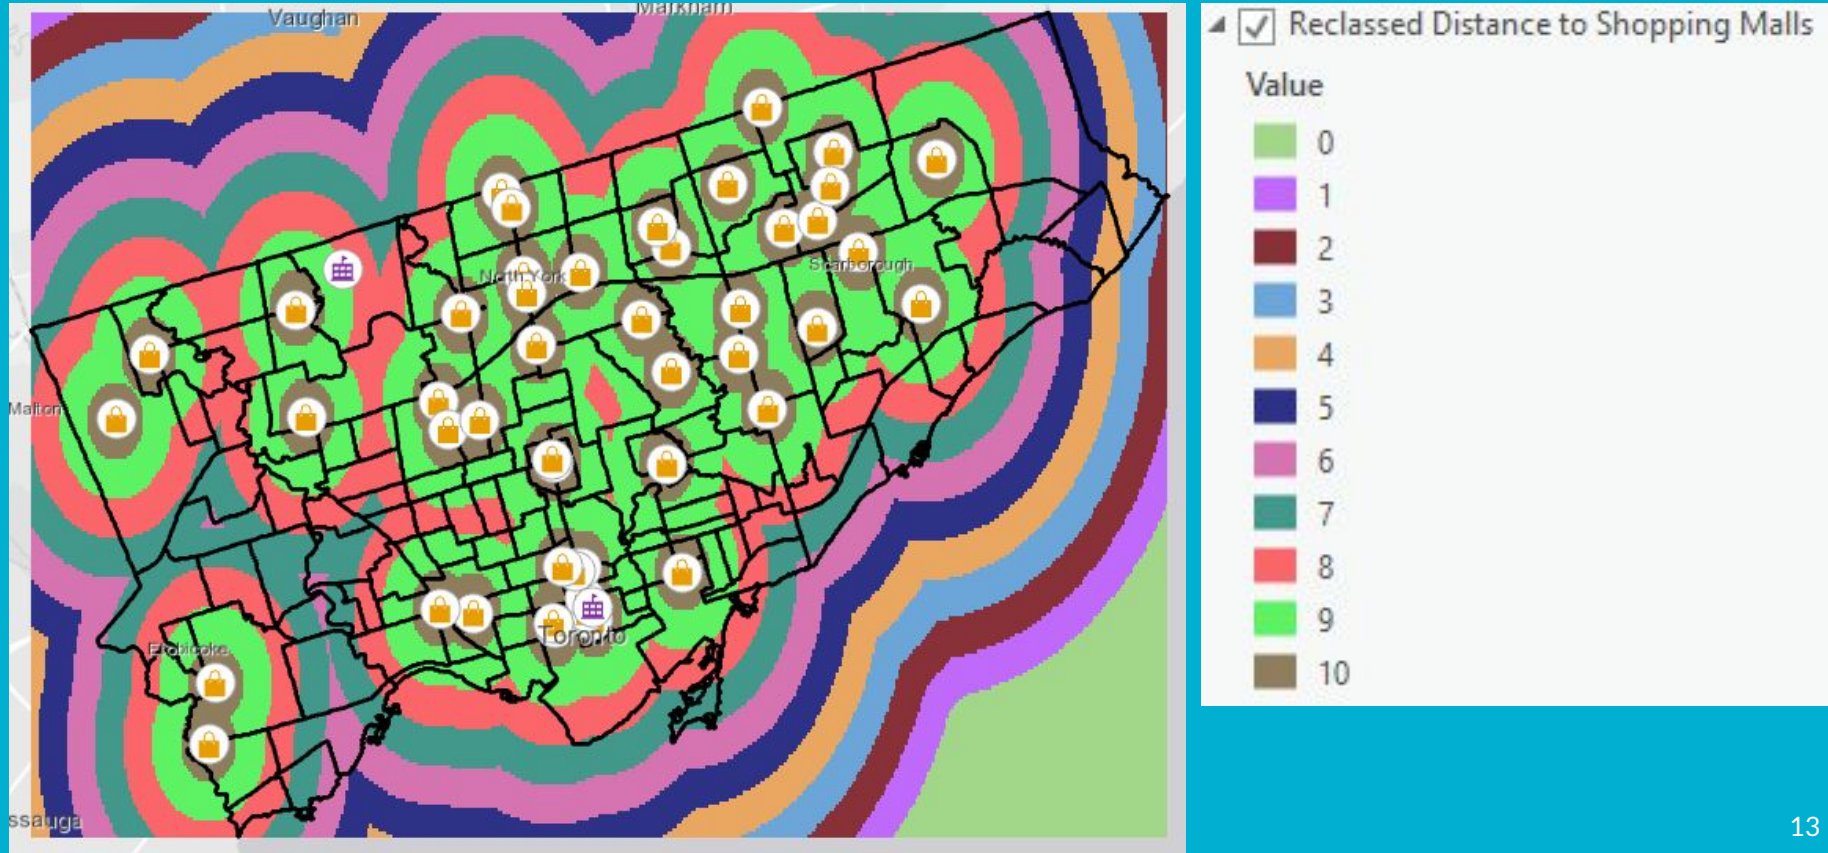 Vaughan
Markham
North York
Scarborough
Malton
Toronto
Etobicoke
ssauga
Reclassed Distance to Shopping Malls
Value
0
1
2
3
4
5
6
7
8
9
10
13